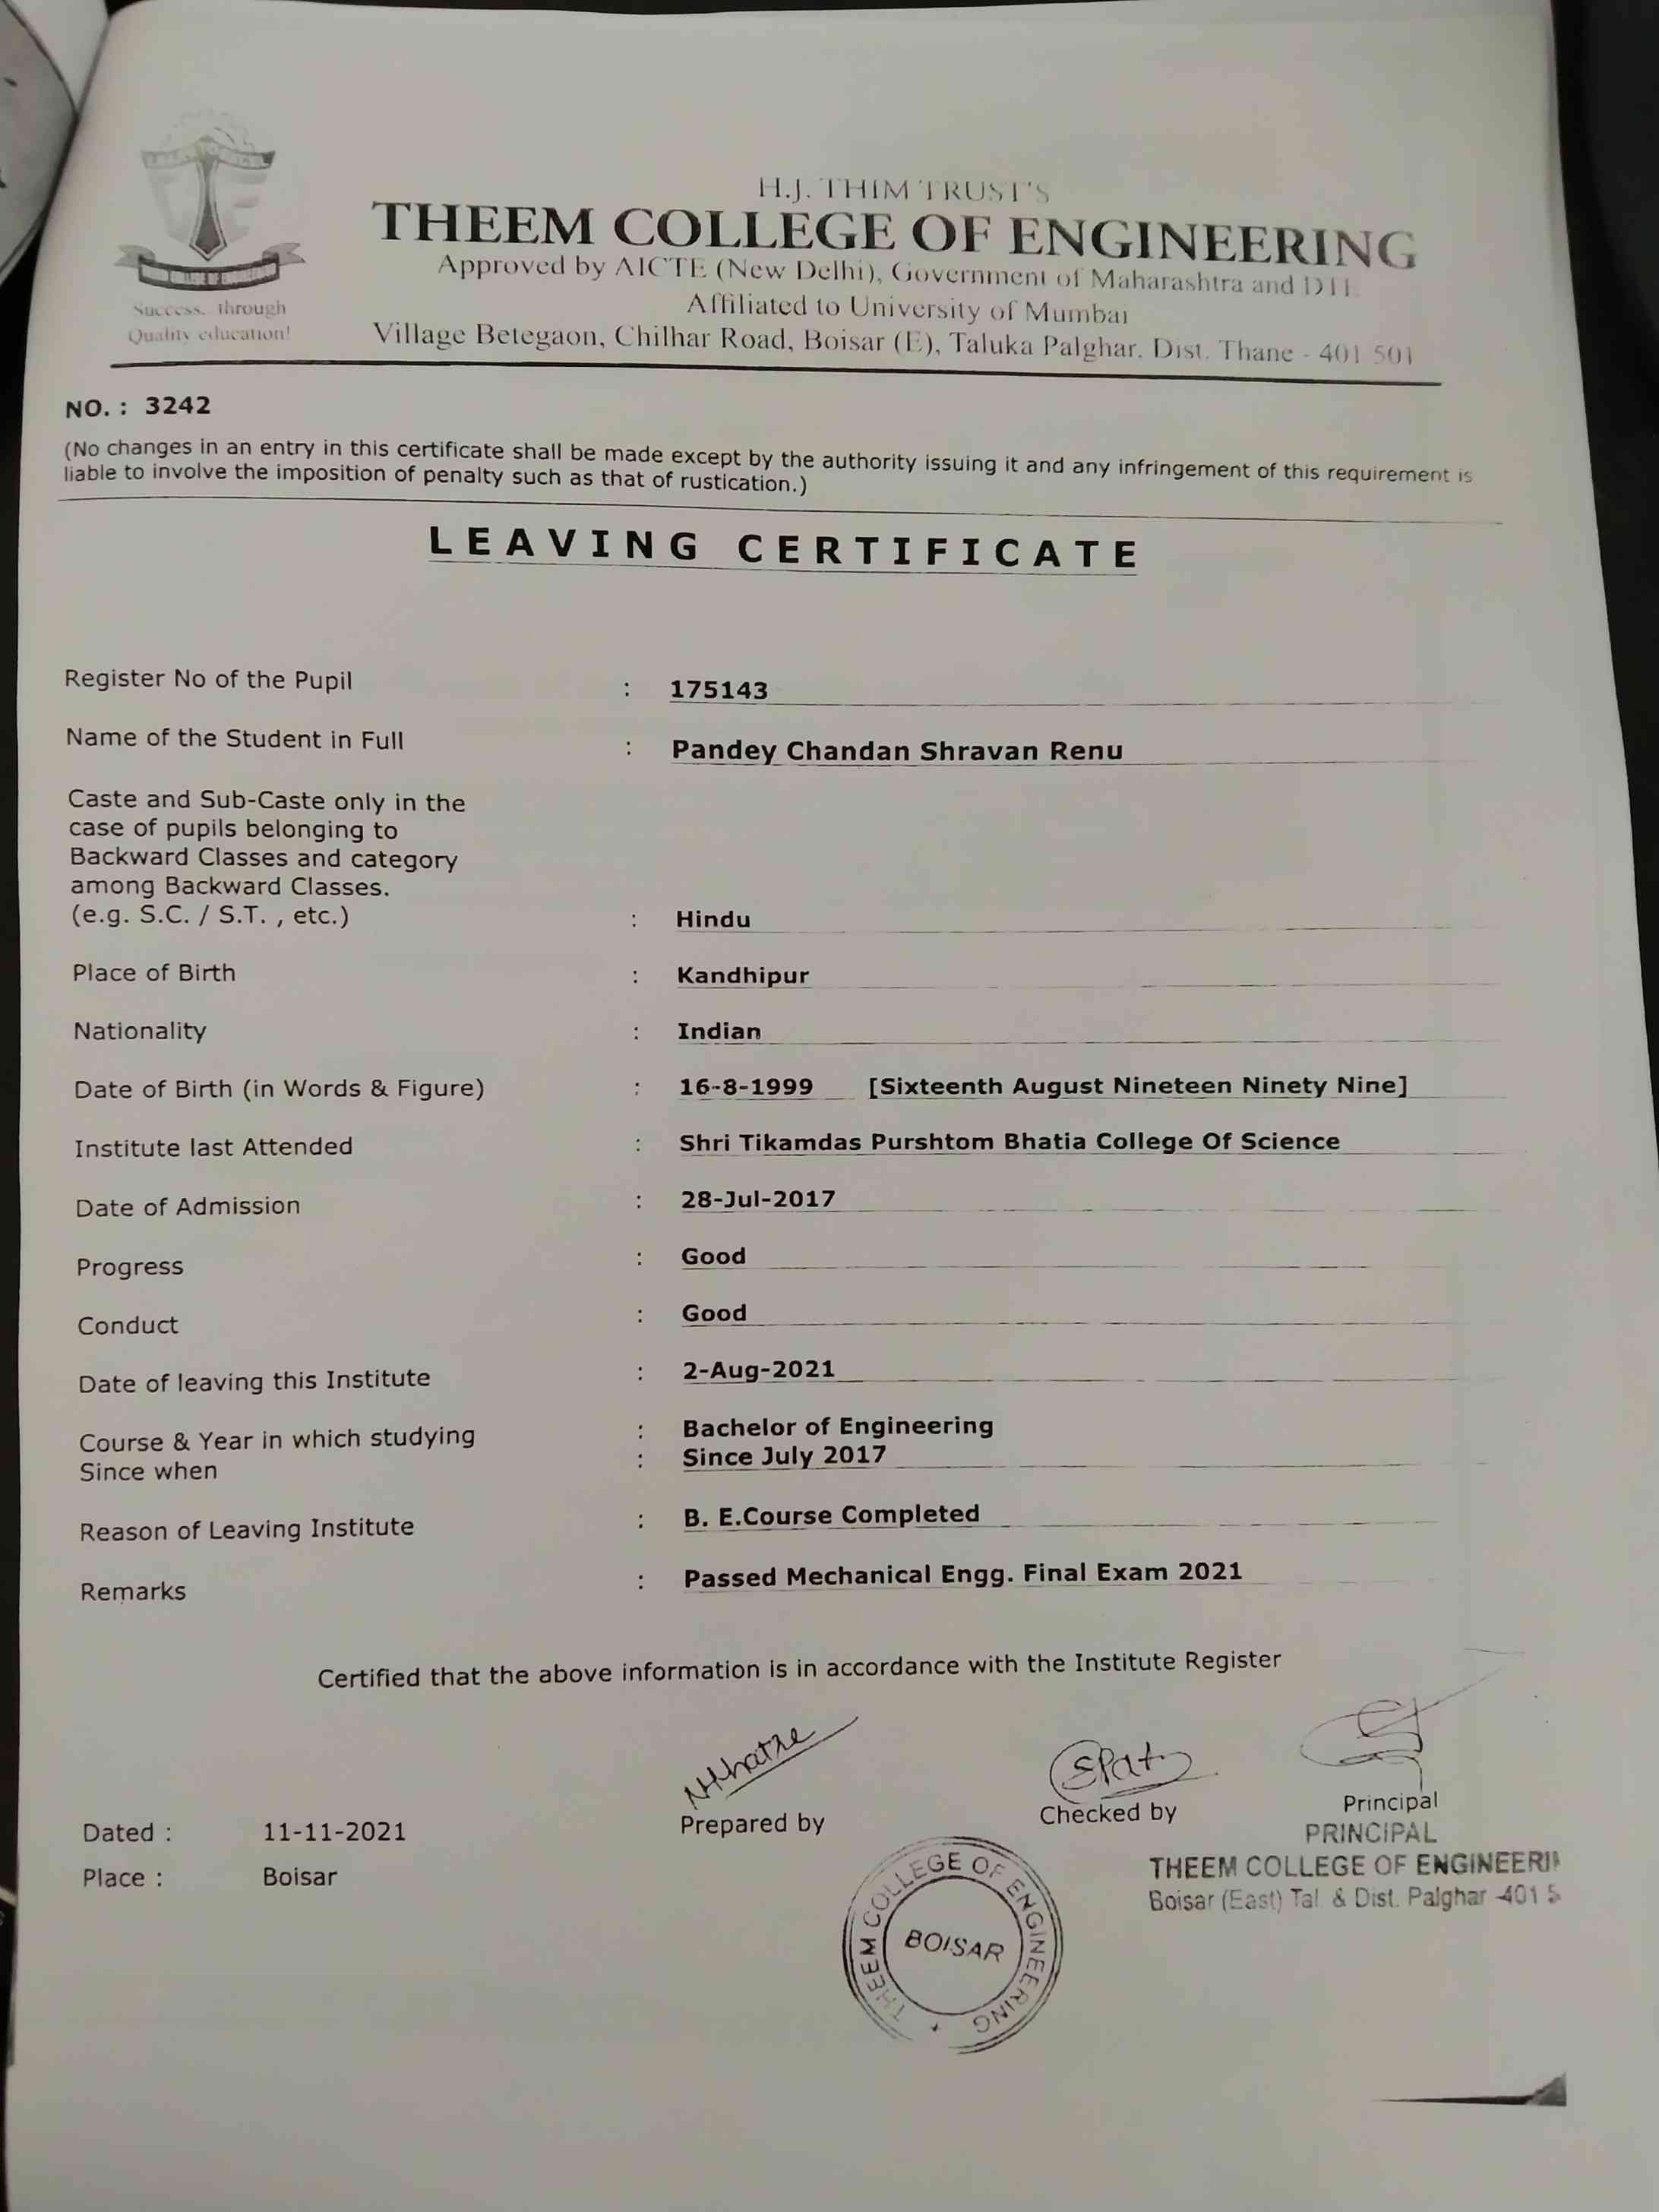 H.J. THIM TRUST'S
THEEM COLLEGE OF ENGINEERING
Approved by AICTE (New Delhi), Government of Maharashtra and DTE
Affiliated to University of Mumbai
Village Betegaon, Chilhar Road, Boisar (E), Taluka Palghar. Dist. Thane - 401 501
Success.. through
Quality education!
NO. : 3242
(No changes in an entry in this certificate shall be made except by the authority issuing it and any infringement of this requirement is
liable to involve the imposition of penalty such as that of rustication.)
LEAVING CERTIFICATE
Register No of the Pupil : 175143
Name of the Student in Full : Pandey Chandan Shravan Renu
Caste and Sub-Caste only in the
case of pupils belonging to
Backward Classes and category
among Backward Classes.
(e.g. S.C. / S.T. , etc.) : Hindu
Place of Birth : Kandhipur
Nationality : Indian
Date of Birth (in Words & Figure) : 16-8-1999 [Sixteenth August Nineteen Ninety Nine]
Institute last Attended : Shri Tikamdas Purshtom Bhatia College Of Science
Date of Admission : 28-Jul-2017
Progress : Good
Conduct : Good
Date of leaving this Institute : 2-Aug-2021
Course & Year in which studying : Bachelor of Engineering
Since when : Since July 2017
Reason of Leaving Institute : B. E.Course Completed
Remarks : Passed Mechanical Engg. Final Exam 2021
Certified that the above information is in accordance with the Institute Register
Prepared by
Checked by
Principal
PRINCIPAL
THEEM COLLEGE OF ENGINEERIN
Boisar (East) Tal. & Dist. Palghar -401 5
Dated : 11-11-2021
Place : Boisar
THEEM COLLEGE OF ENGINEERING
BOISAR